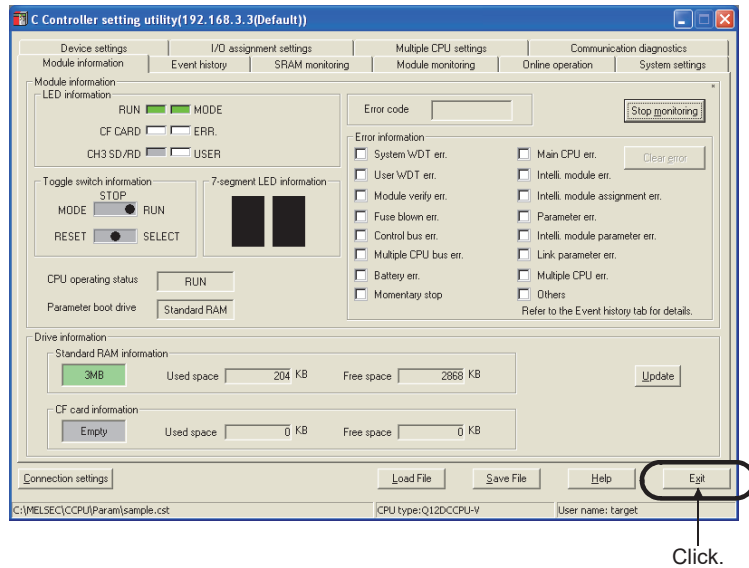 C Controller setting utility(192.168.3.3(Default))
Device settings I/O assignment settings Multiple CPU settings Communication diagnostics
Module information Event history SRAM monitoring Module monitoring Online operation System settings
Module information
LED information
RUN MODE
CF CARD ERR.
CH3 SD/RD USER
Error code
Stop monitoring
Error information
System WDT err. Main CPU err.
Clear error
User WDT err. Intelli. module err.
Module verify err. Intelli. module assignment err.
Fuse blown err. Parameter err.
Control bus err. Intelli. module parameter err.
Multiple CPU bus err. Link parameter err.
Battery err. Multiple CPU err.
Momentary stop Others
Refer to the Event history tab for details.
Toggle switch information
STOP
MODE RUN
RESET SELECT
7-segment LED information
CPU operating status RUN
Parameter boot drive Standard RAM
Drive information
Standard RAM information
3MB Used space 204 KB Free space 2868 KB
Update
CF card information
Empty Used space 0 KB Free space 0 KB
Connection settings Load File Save File Help Exit
C:\MELSEC\CCPU\Param\sample.cst CPU type:Q12DCCPU-V User name: target
Click.